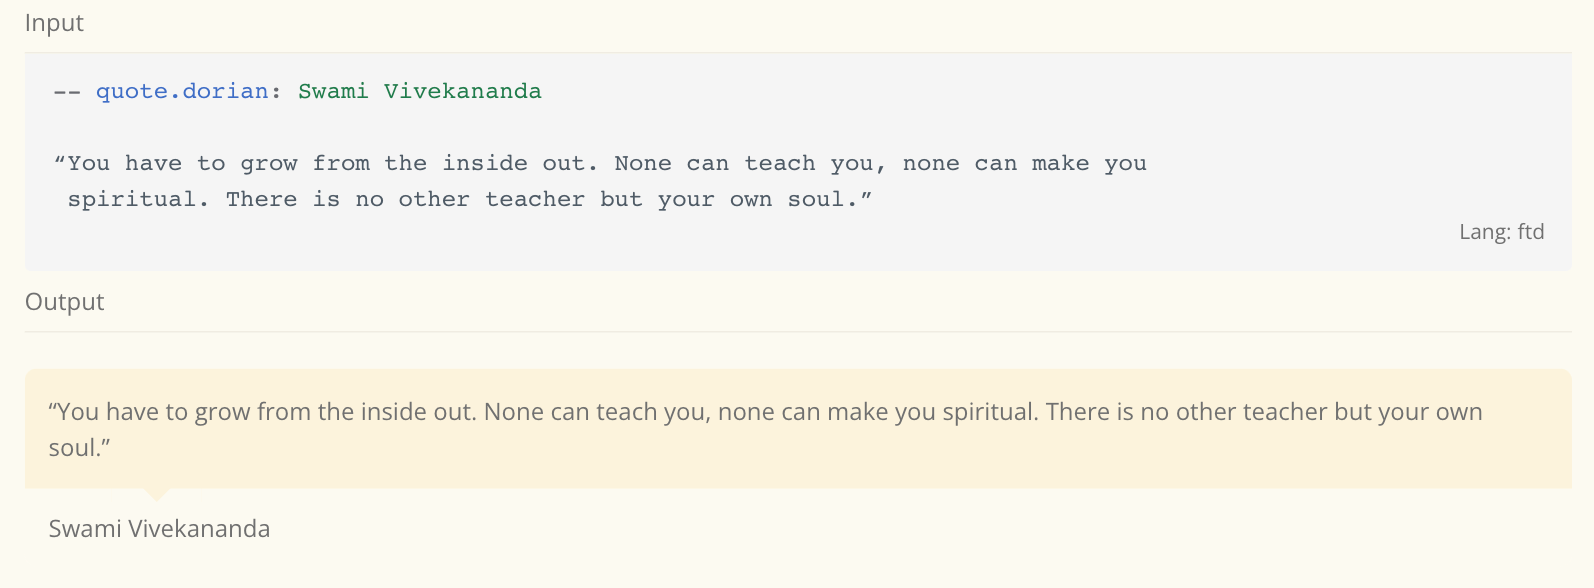 Input
-- quote.dorian: Swami Vivekananda
“You have to grow from the inside out. None can teach you, none can make you
spiritual. There is no other teacher but your own soul.”
Lang: ftd
Output
“You have to grow from the inside out. None can teach you, none can make you spiritual. There is no other teacher but your own
soul.”
Swami Vivekananda